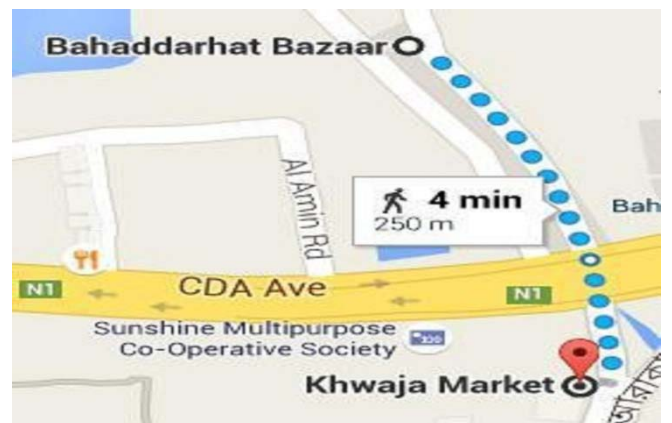 Bahaddarhat Bazaar
Al Amin Rd
4 min
250 m
Bah
N1
CDA Ave
N1
Sunshine Multipurpose
Co-Operative Society
Khwaja Market